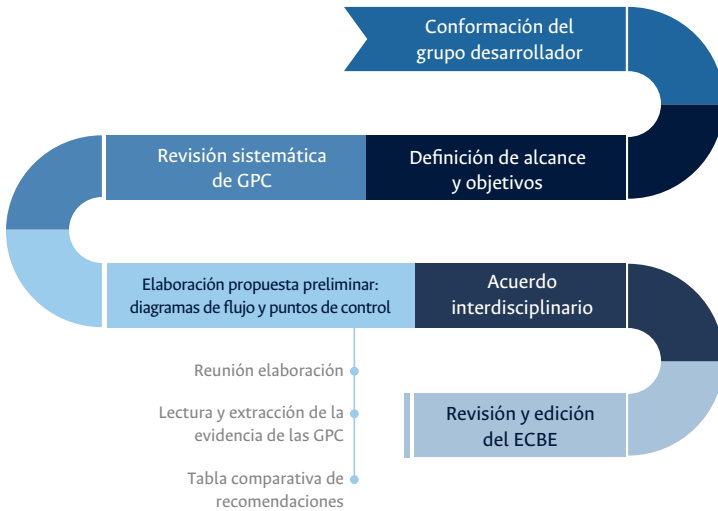 Conformación del
grupo desarrollador
Definición de alcance
y objetivos
Revisión sistemática
de GPC
Elaboración propuesta preliminar:
diagramas de flujo y puntos de control
Reunión elaboración
Lectura y extracción de la
evidencia de las GPC
Tabla comparativa de
recomendaciones
Acuerdo
interdisciplinario
Revisión y edición
del ECBE